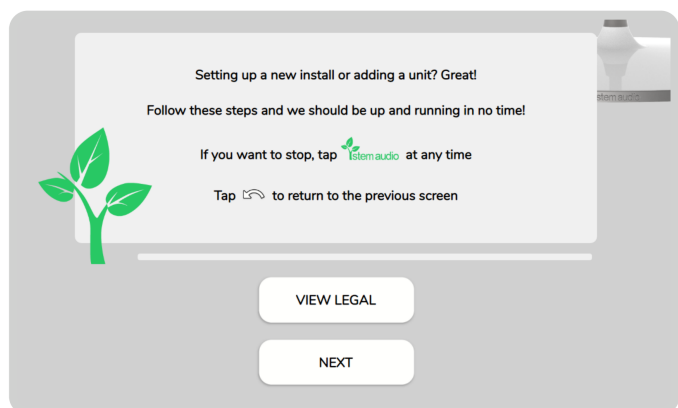 Setting up a new install or adding a unit? Great!
Follow these steps and we should be up and running in no time!
If you want to stop, tap stem audio at any time
Tap to return to the previous screen
stem audio
VIEW LEGAL
NEXT